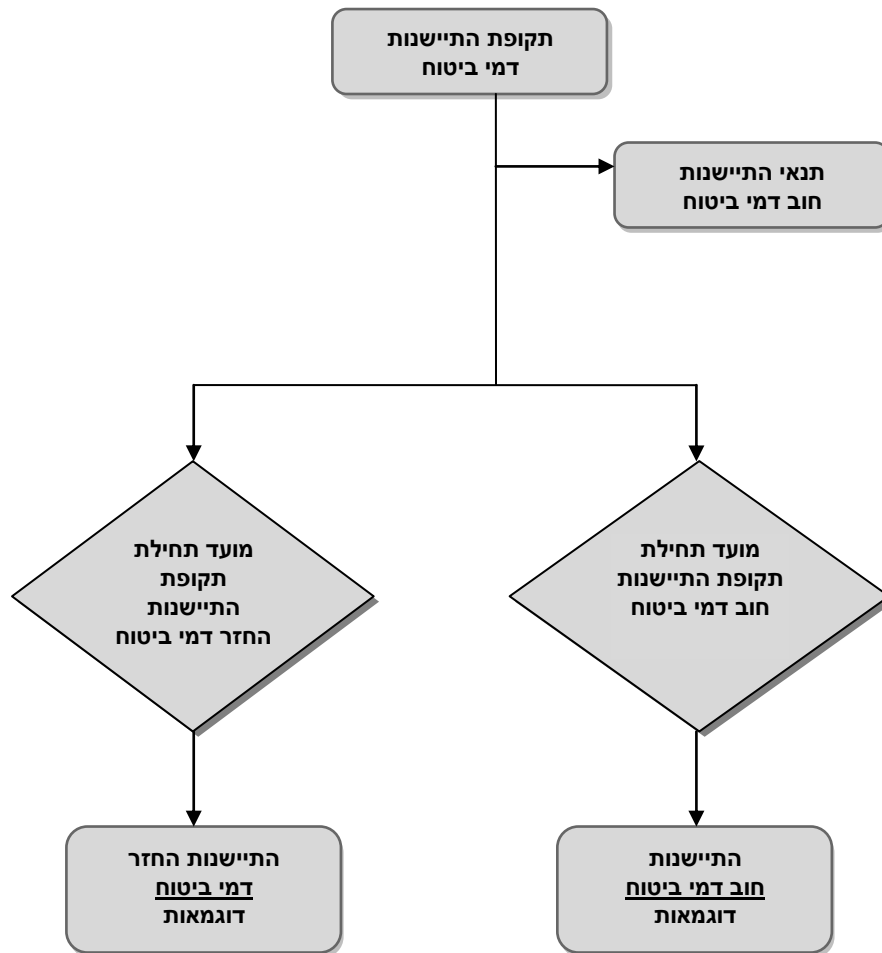 תקופת התיישנות
דמי ביטוח
תנאי התיישנות
חוב דמי ביטוח
מועד תחילת
תקופת התיישנות
חוב דמי ביטוח
מועד תחילת
תקופת
התיישנות
החזר דמי ביטוח
התיישנות
חוב דמי ביטוח
דוגמאות
התיישנות החזר
דמי ביטוח
דוגמאות